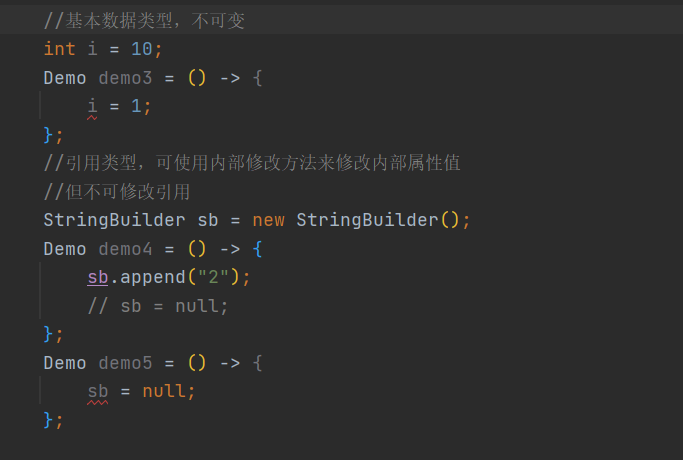 //基本数据类型，不可变
int i = 10;
Demo demo3 = () -> {
    i = 1;
};
//引用类型，可使用内部修改方法来修改内部属性值
//但不可修改引用
StringBuilder sb = new StringBuilder();
Demo demo4 = () -> {
    sb.append("2");
    // sb = null;
};
Demo demo5 = () -> {
    sb = null;
};